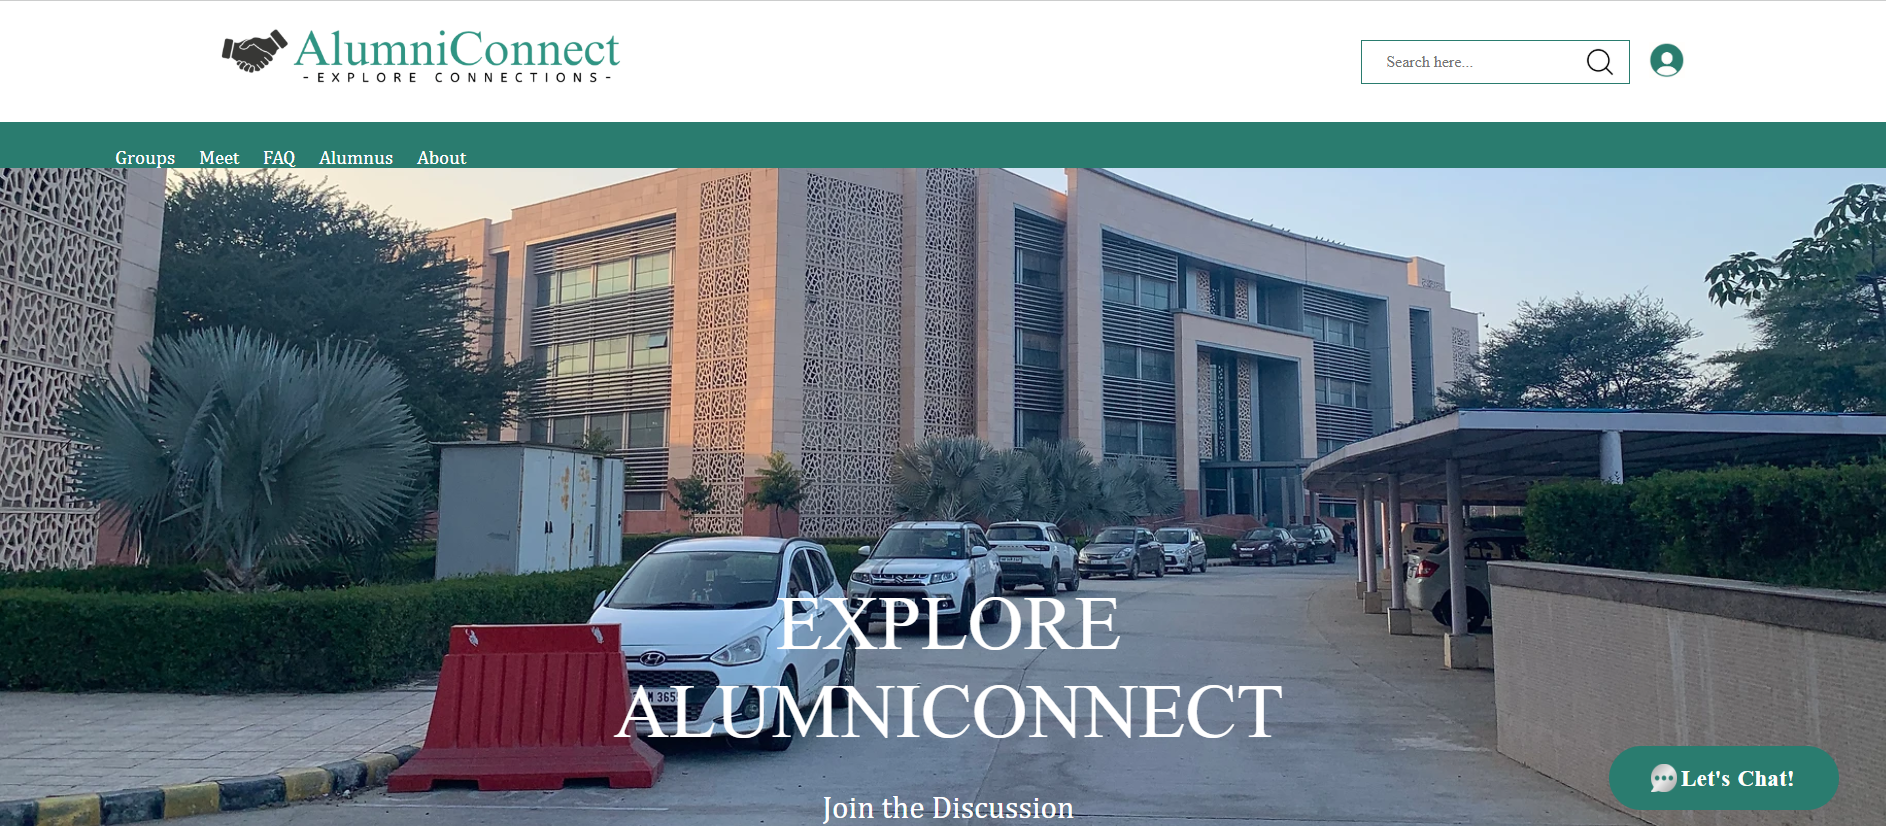 AlumniConnect
-EXPLORE CONNECTIONS-
Search here...
Groups Meet FAQ Alumnus About
EXPLORE
ALUMNICONNECT
Join the Discussion
Let's Chat!